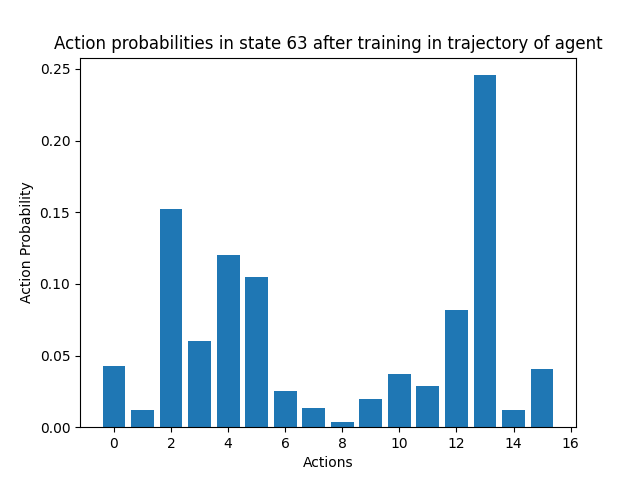 Action probabilities in state 63 after training in trajectory of agent
0.25
0.20
0.15
0.10
0.05
0.00
Action Probability
0 2 4 6 8 10 12 14 16
Actions